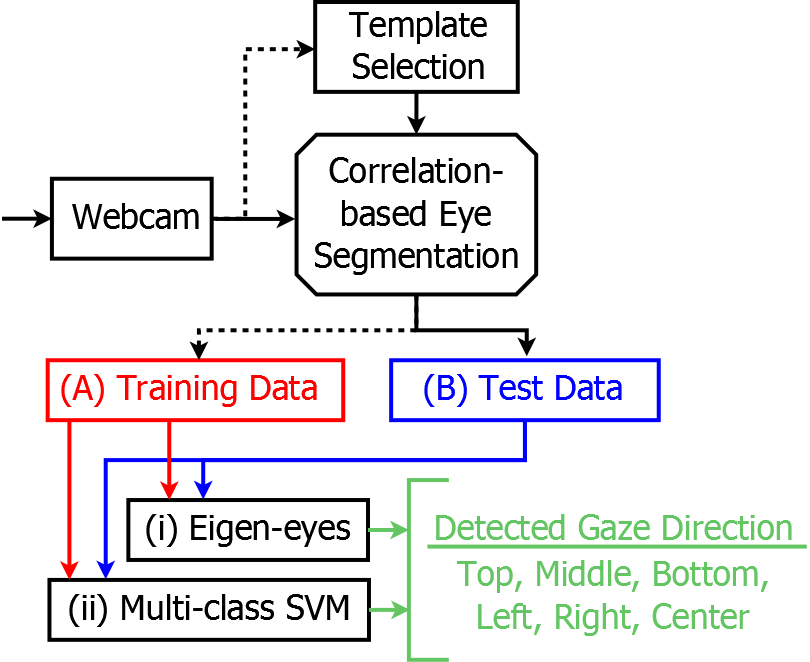 Template
Selection
Webcam
Correlation-
based Eye
Segmentation
(A) Training Data
(B) Test Data
(i) Eigen-eyes
(ii) Multi-class SVM
Detected Gaze Direction
Top, Middle, Bottom,
Left, Right, Center